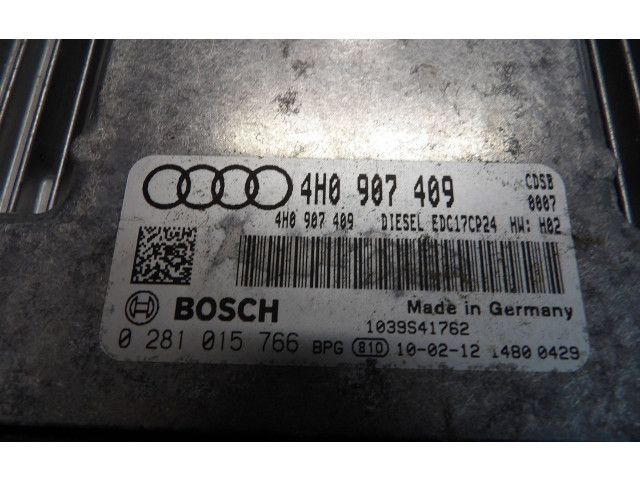 4H0 907 409 CDSB
0007
4H0 907 409 DIESEL EDC17CP24 HW: H02
BOSCH Made in Germany
1039S41762
0 281 015 766 BPG 810 10-02-12 1480 0429